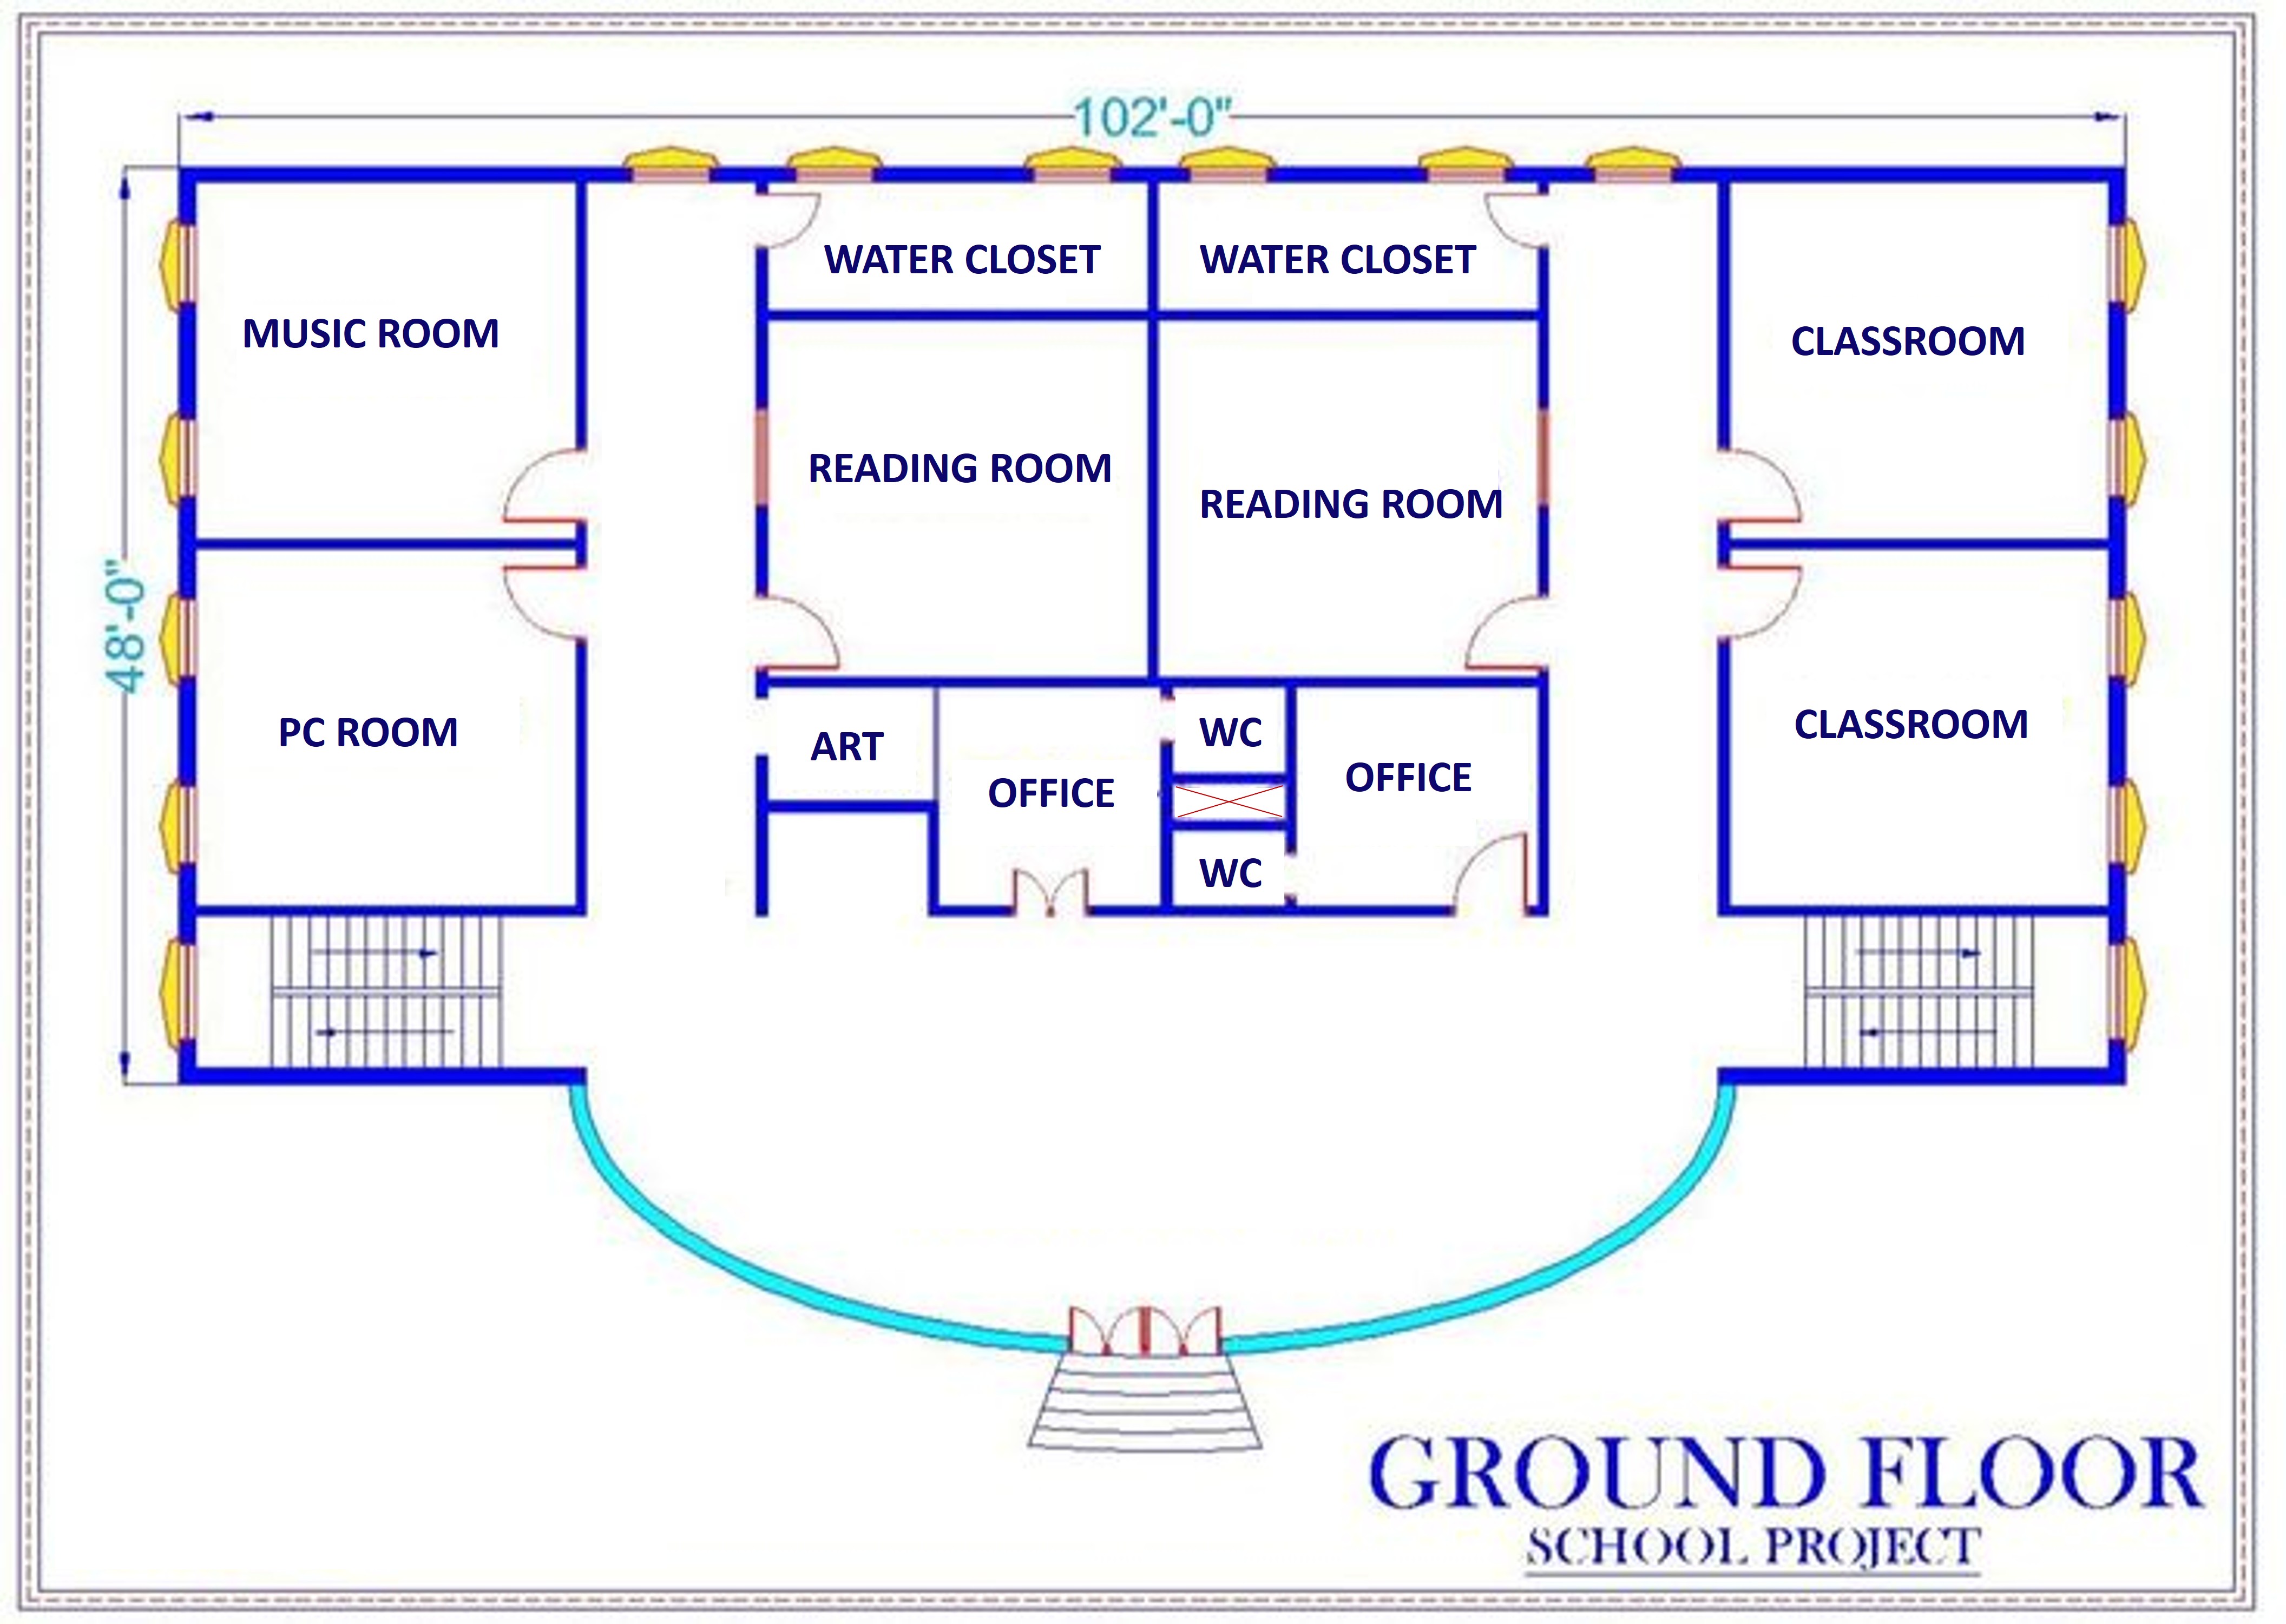 102'-0"
WATER CLOSET
WATER CLOSET
MUSIC ROOM
CLASSROOM
READING ROOM
READING ROOM
48'-0"
PC ROOM
ART
OFFICE
WC
OFFICE
CLASSROOM
WC
GROUND FLOOR
SCHOOL PROJECT